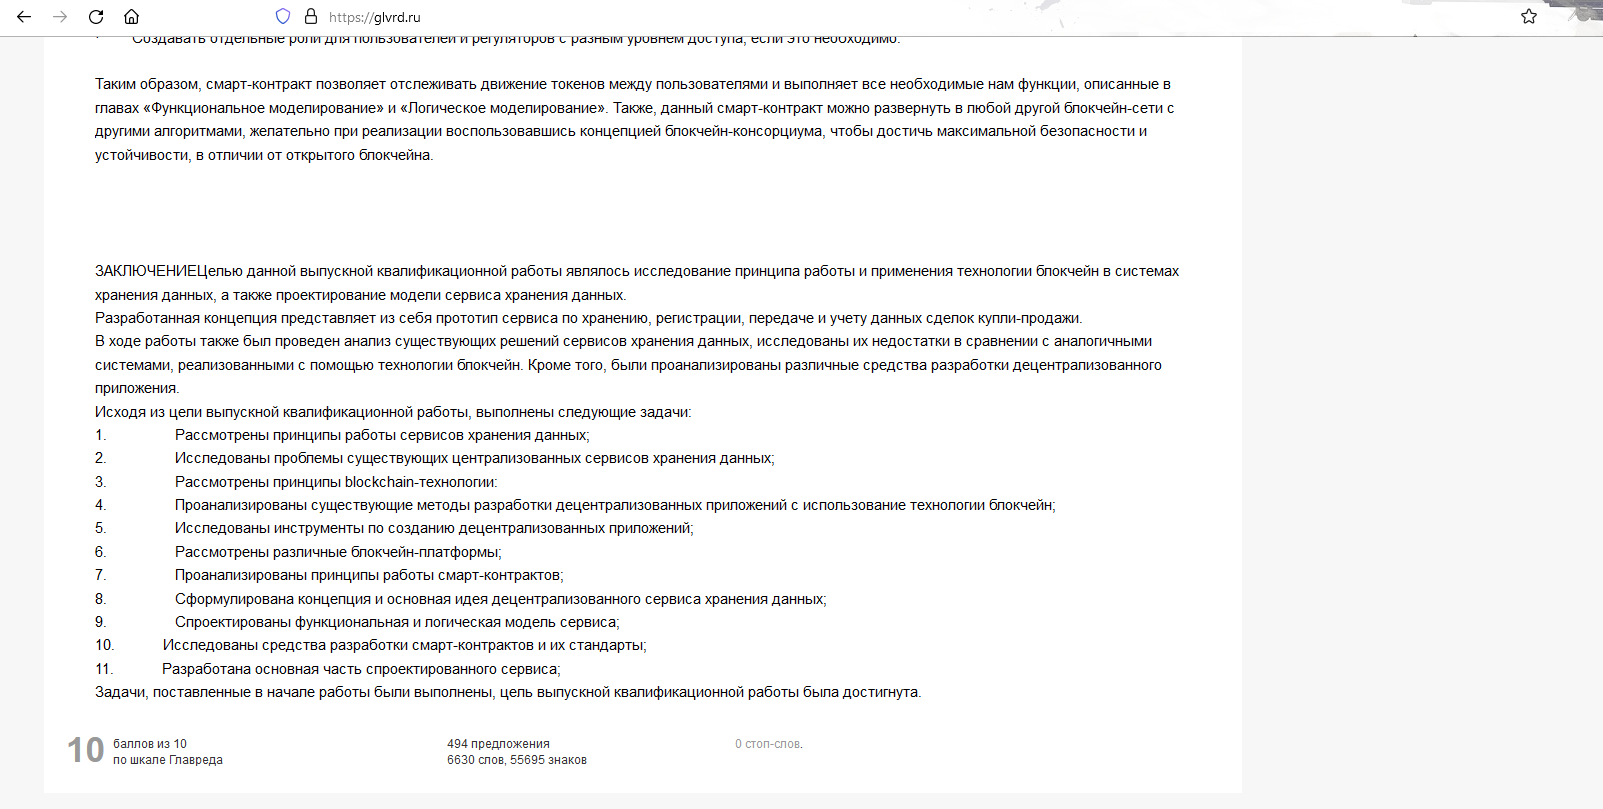 https://glvrd.ru
Создавать отдельные роли для пользователей и регуляторов с разным уровнем доступа, если это необходимо.
Таким образом, смарт-контракт позволяет отслеживать движение токенов между пользователями и выполняет все необходимые нам функции, описанные в
главах «Функциональное моделирование» и «Логическое моделирование». Также, данный смарт-контракт можно развернуть в любой другой блокчейн-сети с
другими алгоритмами, желательно при реализации воспользовавшись концепцией блокчейн-консорциума, чтобы достичь максимальной безопасности и
устойчивости, в отличии от открытого блокчейна.
ЗАКЛЮЧЕНИЕЦелью данной выпускной квалификационной работы являлось исследование принципа работы и применения технологии блокчейн в системах
хранения данных, а также проектирование модели сервиса хранения данных.
Разработанная концепция представляет из себя прототип сервиса по хранению, регистрации, передаче и учету данных сделок купли-продажи.
В ходе работы также был проведен анализ существующих решений сервисов хранения данных, исследованы их недостатки в сравнении с аналогичными
системами, реализованными с помощью технологии блокчейн. Кроме того, были проанализированы различные средства разработки децентрализованного
приложения.
Исходя из цели выпускной квалификационной работы, выполнены следующие задачи:
1. Рассмотрены принципы работы сервисов хранения данных;
2. Исследованы проблемы существующих централизованных сервисов хранения данных;
3. Рассмотрены принципы blockchain-технологии:
4. Проанализированы существующие методы разработки децентрализованных приложений с использование технологии блокчейн;
5. Исследованы инструменты по созданию децентрализованных приложений;
6. Рассмотрены различные блокчейн-платформы;
7. Проанализированы принципы работы смарт-контрактов;
8. Сформулирована концепция и основная идея децентрализованного сервиса хранения данных;
9. Спроектированы функциональная и логическая модель сервиса;
10. Исследованы средства разработки смарт-контрактов и их стандарты;
11. Разработана основная часть спроектированного сервиса;
Задачи, поставленные в начале работы были выполнены, цель выпускной квалификационной работы была достигнута.
10 баллов из 10
по шкале Главреда
494 предложения
6630 слов, 55695 знаков
0 стоп-слов.